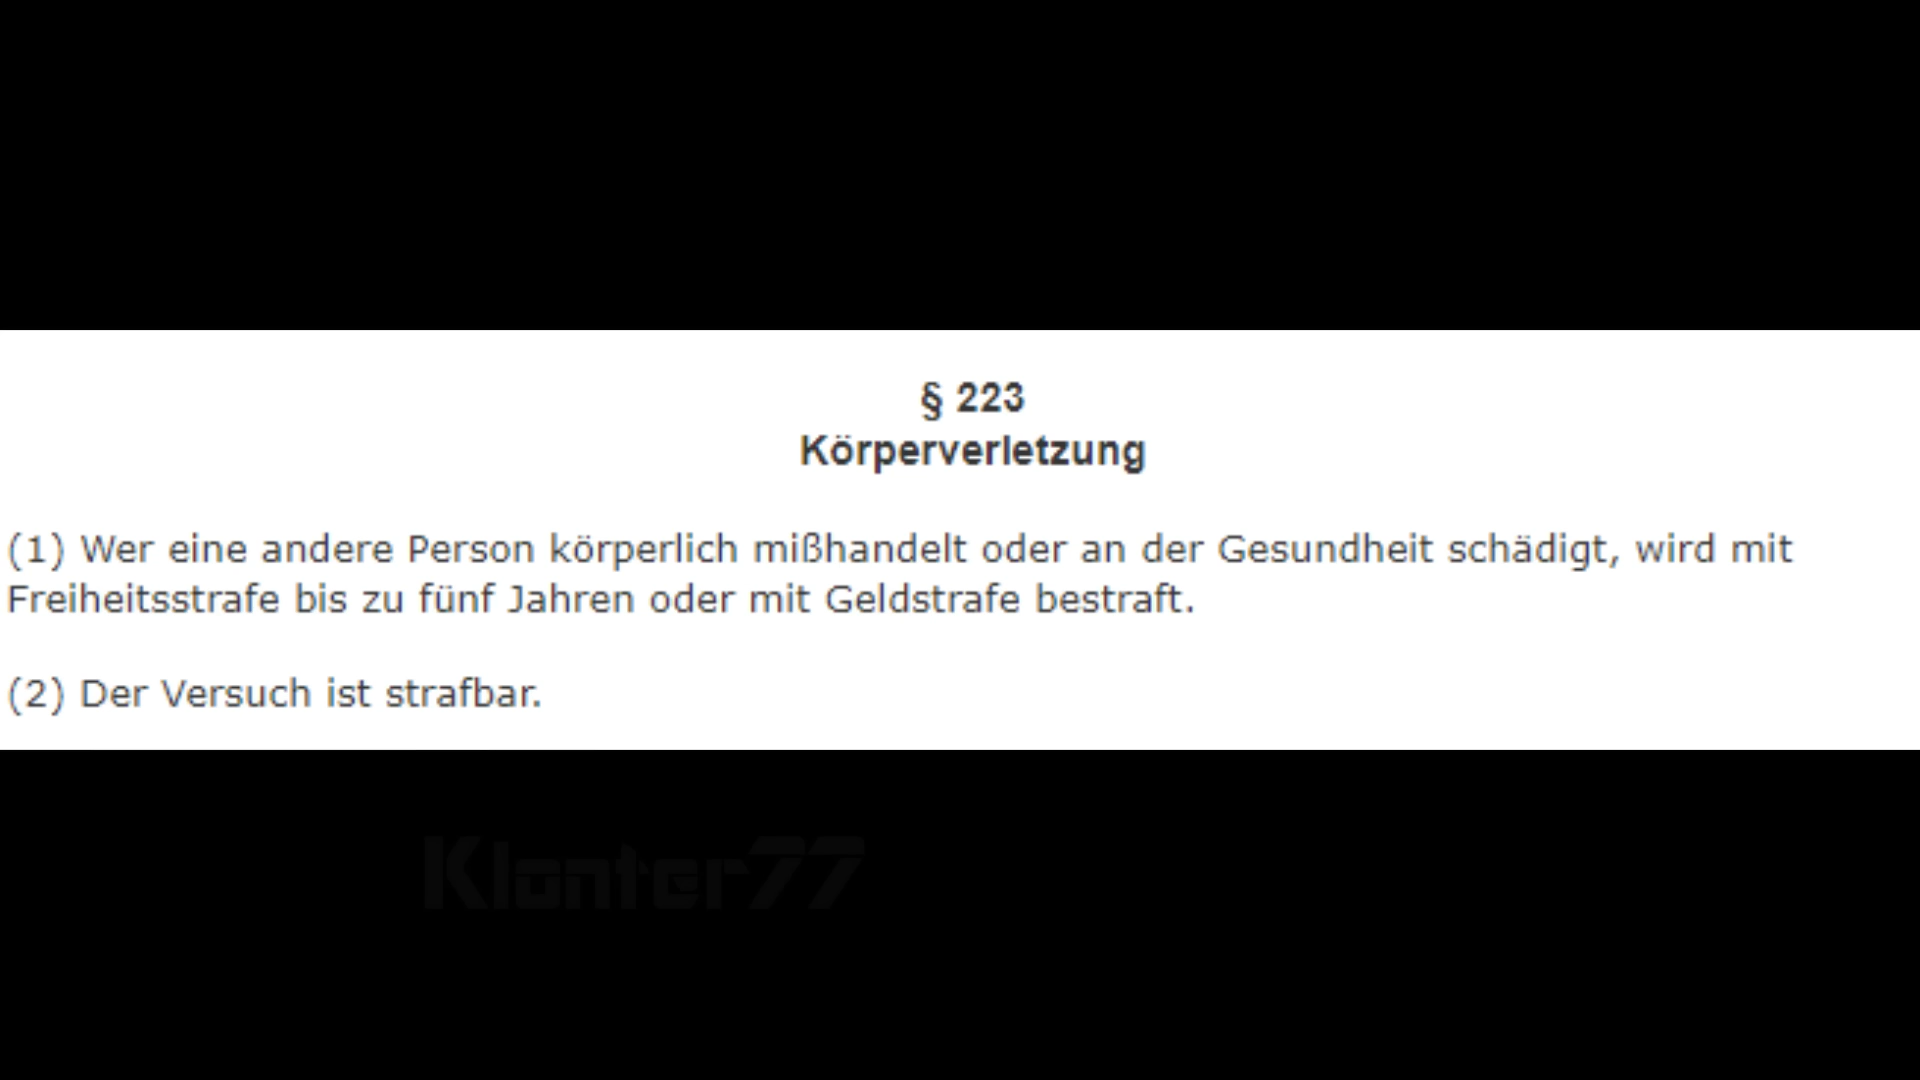 § 223
Körperverletzung
(1) Wer eine andere Person körperlich mißhandelt oder an der Gesundheit schädigt, wird mit
Freiheitsstrafe bis zu fünf Jahren oder mit Geldstrafe bestraft.
(2) Der Versuch ist strafbar.
Klonter77